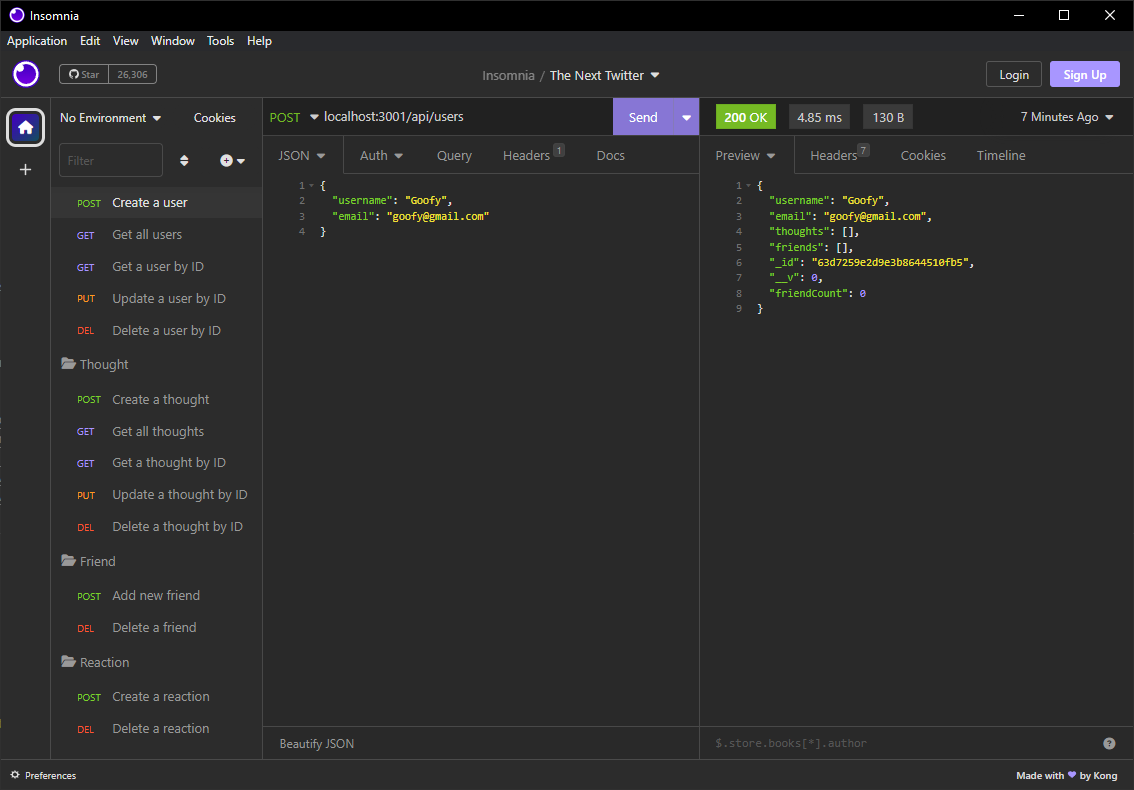 Insomnia
Application Edit View Window Tools Help
Star 26,306
Insomnia / The Next Twitter
Login
Sign Up
No Environment
Cookies
Filter
POST Create a user
GET Get all users
GET Get a user by ID
PUT Update a user by ID
DEL Delete a user by ID
Thought
POST Create a thought
GET Get all thoughts
GET Get a thought by ID
PUT Update a thought by ID
DEL Delete a thought by ID
Friend
POST Add new friend
DEL Delete a friend
Reaction
POST Create a reaction
DEL Delete a reaction
POST localhost:3001/api/users Send
JSON Auth Query Headers 1 Docs
1 {
2 "username": "Goofy",
3 "email": "goofy@gmail.com"
4 }
Beautify JSON
200 OK 4.85 ms 130 B 7 Minutes Ago
Preview Headers 7 Cookies Timeline
1 {
2 "username": "Goofy",
3 "email": "goofy@gmail.com",
4 "thoughts": [],
5 "friends": [],
6 "_id": "63d7259e2d9e3b8644510fb5",
7 "__v": 0,
8 "friendCount": 0
9 }
$.store.books[*].author ?
Preferences
Made with by Kong